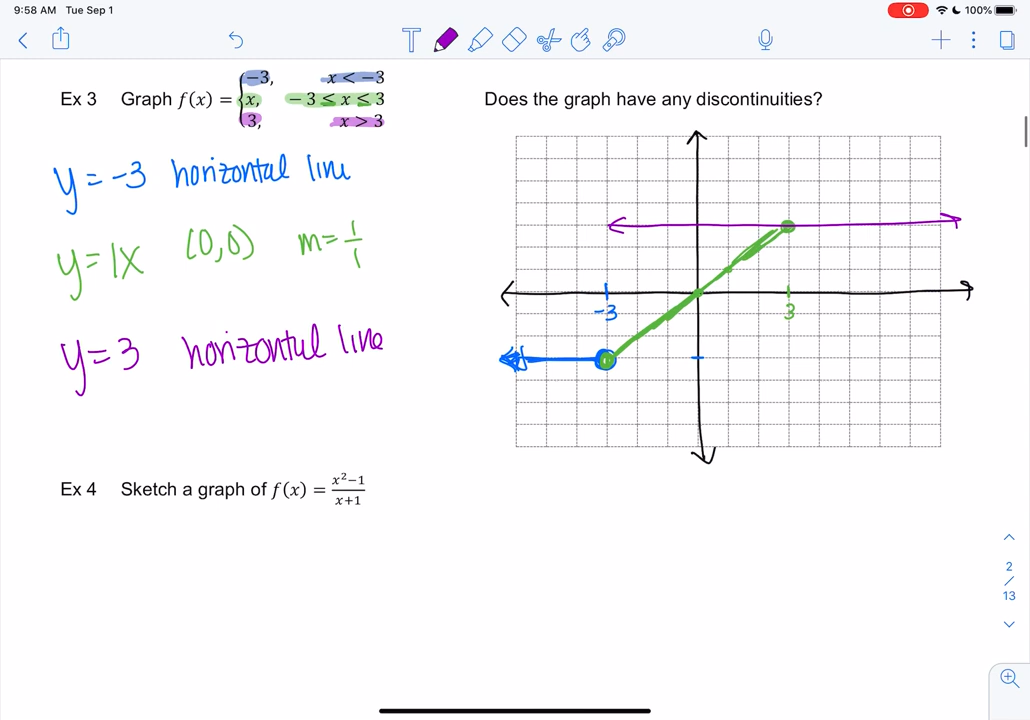 9:58 AM Tue Sep 1
100%
Ex 3 Graph f(x) = { −3, x < −3
x, −3 ≤ x ≤ 3
3, x > 3
Does the graph have any discontinuities?
y = -3 horizontal line
y = 1x (0,0) m = 1/1
y = 3 horizontal line
-3
3
Ex 4 Sketch a graph of f(x) = x²−1 / x+1
2
/
13